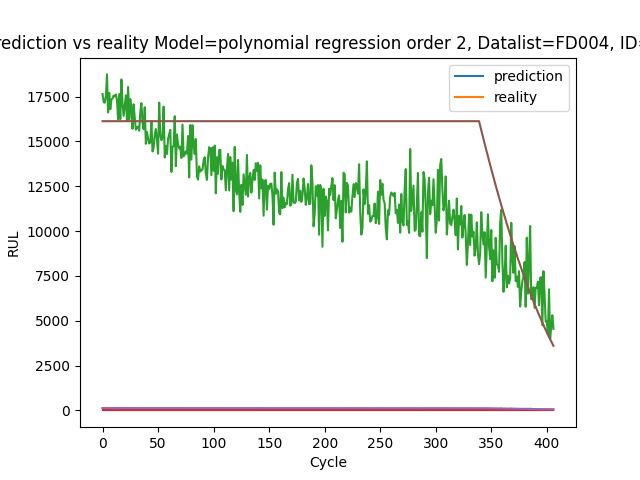 rediction vs reality Model=polynomial regression order 2, Datalist=FD004, ID=
prediction
reality
17500
15000
12500
10000
7500
5000
2500
0
RUL
0 50 100 150 200 250 300 350 400
Cycle